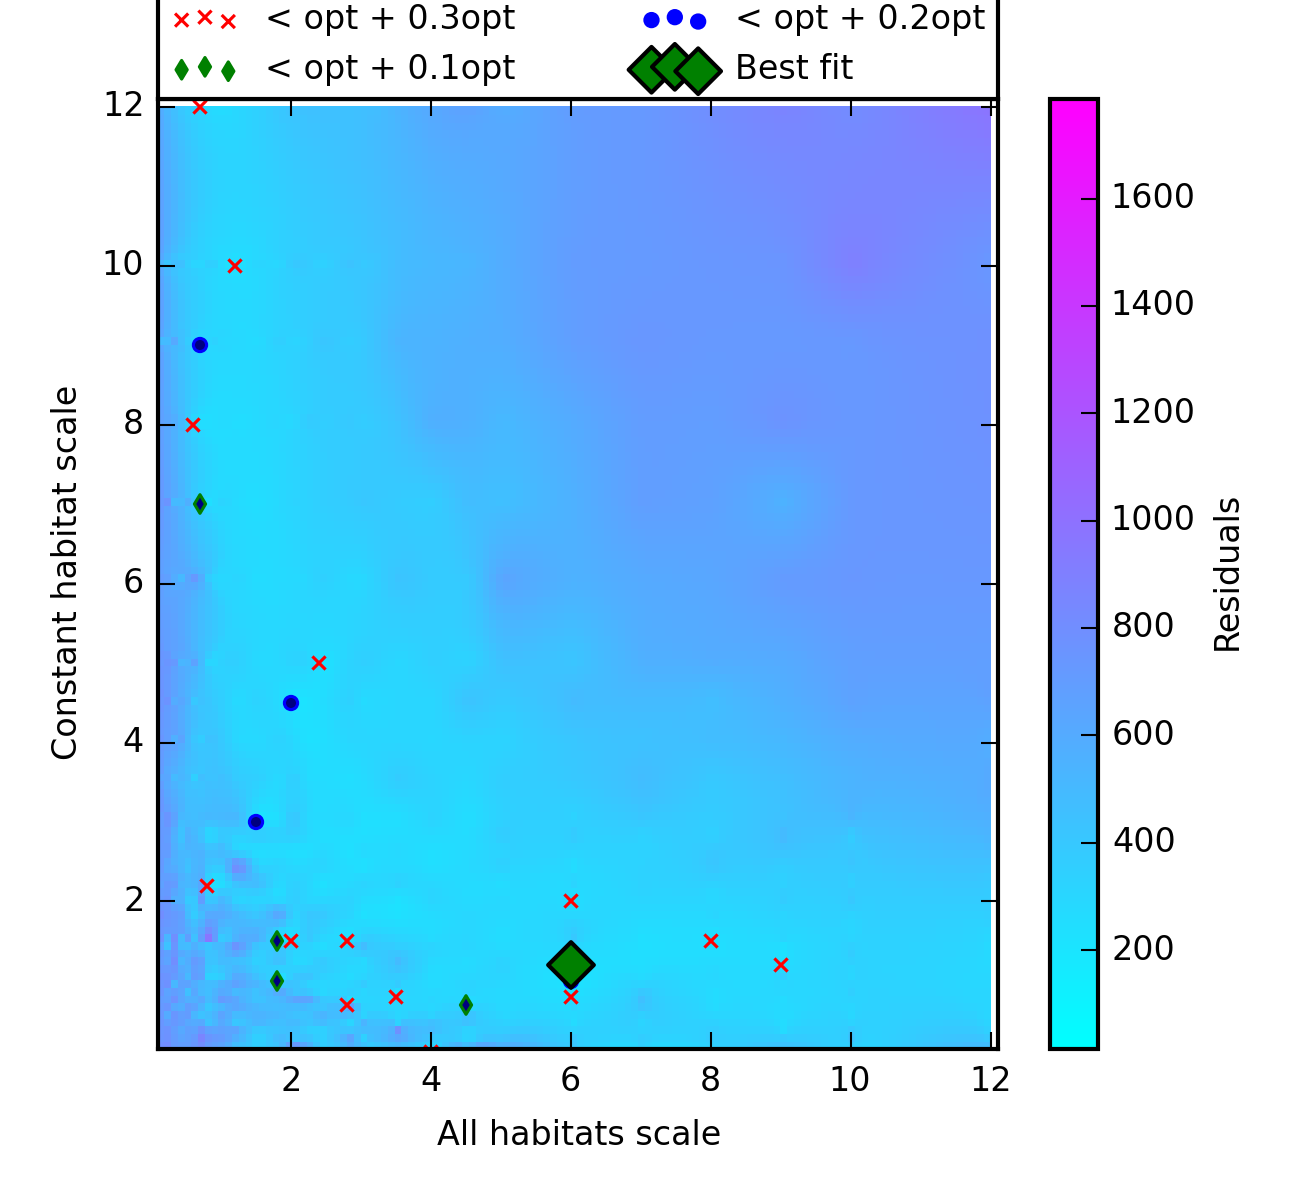 < opt + 0.3opt
< opt + 0.2opt
< opt + 0.1opt
Best fit
12
10
8
6
4
2
Constant habitat scale
2 4 6 8 10 12
All habitats scale
1600
1400
1200
1000
800
600
400
200
Residuals